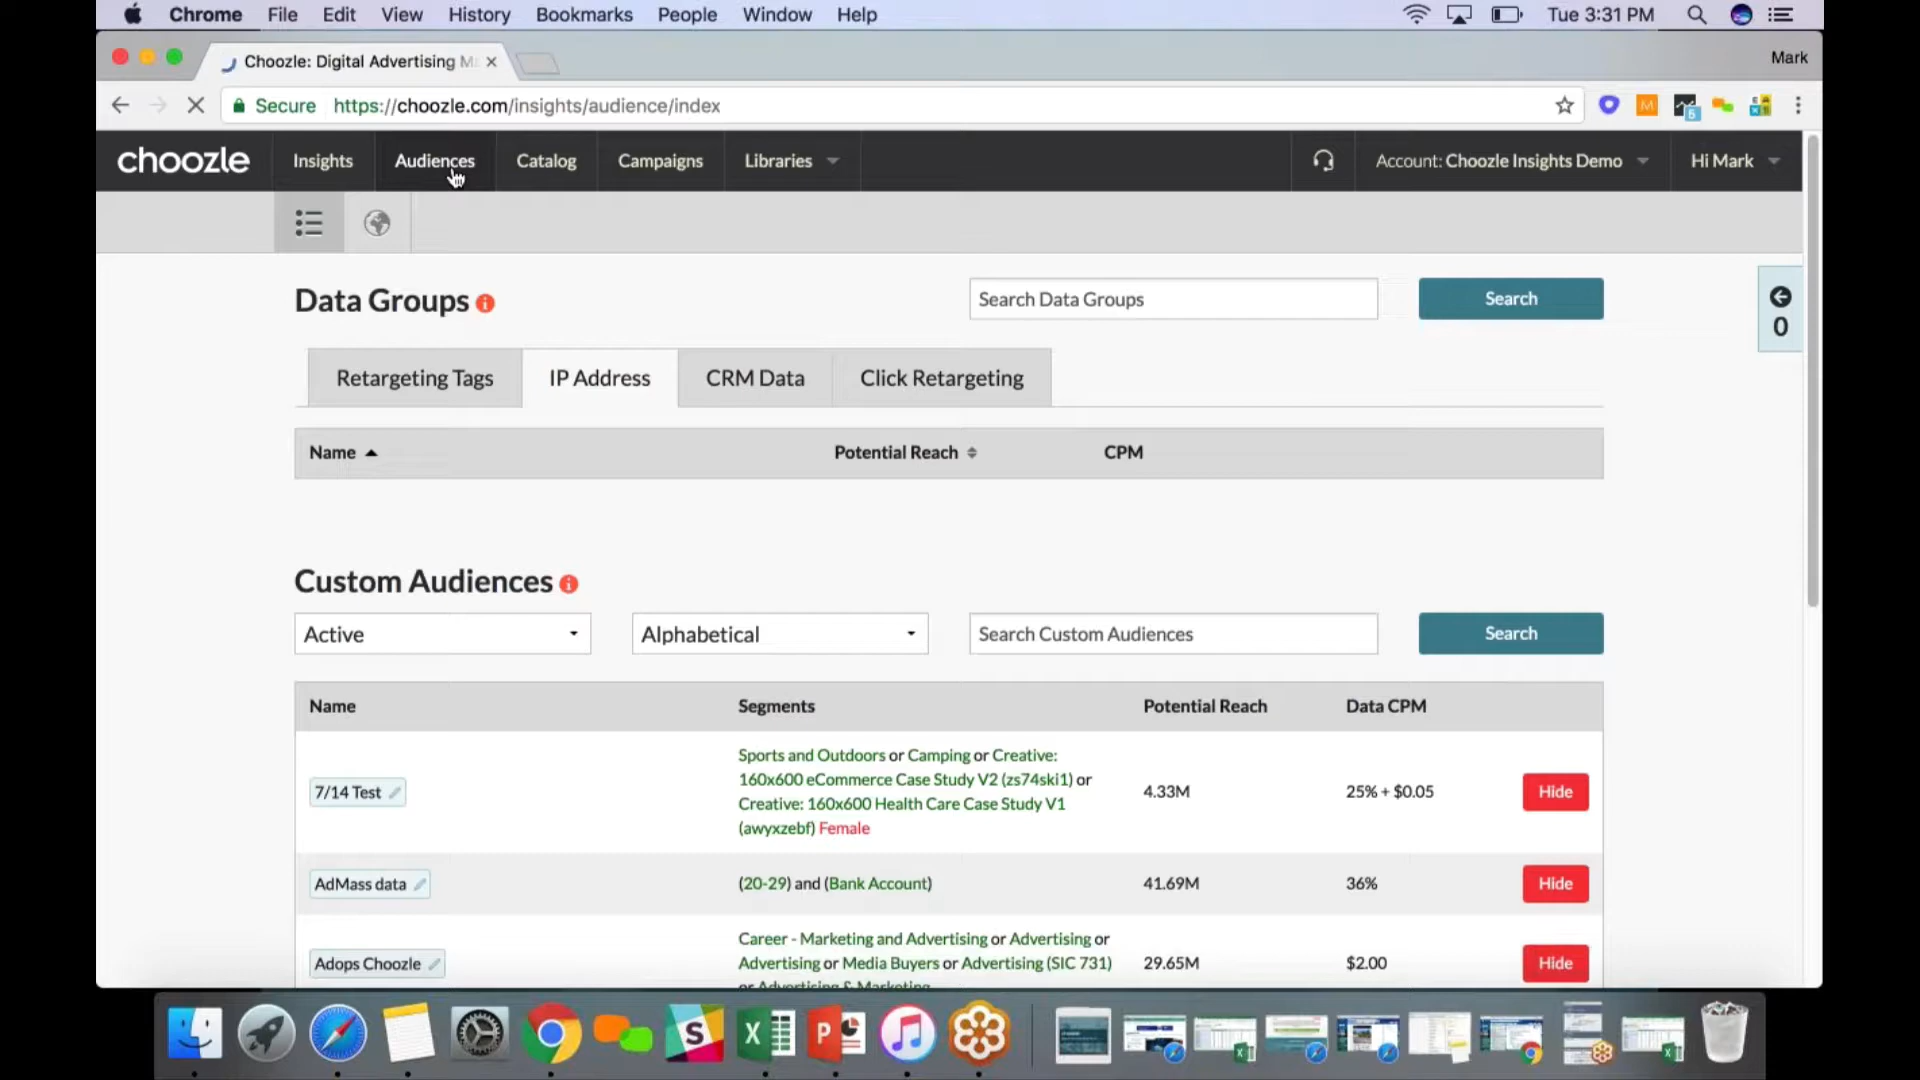 Chrome File Edit View History Bookmarks People Window Help Tue 3:31 PM
Choozle: Digital Advertising Ma Mark
Secure https://choozle.com/insights/audience/index
choozle Insights Audiences Catalog Campaigns Libraries Account: Choozle Insights Demo Hi Mark
Data Groups Search Data Groups Search
0
Retargeting Tags IP Address CRM Data Click Retargeting
Name Potential Reach CPM
Custom Audiences
Active Alphabetical Search Custom Audiences Search
Name Segments Potential Reach Data CPM
Sports and Outdoors or Camping or Creative:
160x600 eCommerce Case Study V2 (zs74ski1) or
7/14 Test 4.33M 25% + $0.05 Hide
Creative: 160x600 Health Care Case Study V1
(awyxzebf) Female
AdMass data (20-29) and (Bank Account) 41.69M 36% Hide
Career - Marketing and Advertising or Advertising or
Adops Choozle Advertising or Media Buyers or Advertising (SIC 731) 29.65M $2.00 Hide
or Advertising & Marketing